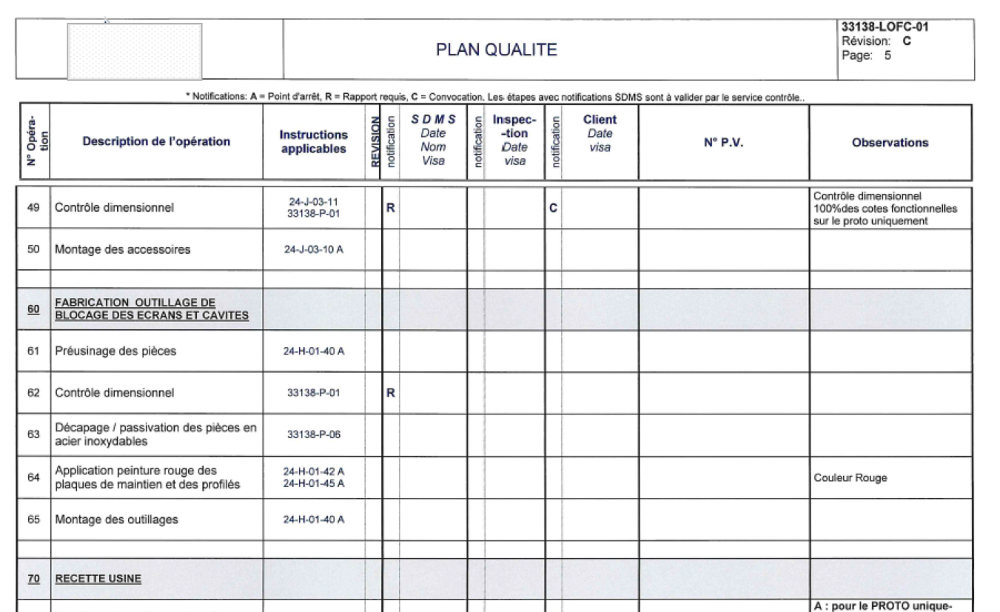 PLAN QUALITE
33138-LOFC-01
Révision: C
Page: 5
* Notifications: A = Point d'arrêt, R = Rapport requis, C = Convocation. Les étapes avec notifications SDMS sont à valider par le service contrôle..
N° Opéra-
tion
Description de l'opération
Instructions
applicables
REVISION
notification
S D M S
Date
Nom
Visa
notification
Inspec-
-tion
Date
visa
notification
Client
Date
visa
N° P.V.
Observations
49
Contrôle dimensionnel
24-J-03-11
33138-P-01
R
C
Contrôle dimensionnel
100%des cotes fonctionnelles
sur le proto uniquement
50
Montage des accessoires
24-J-03-10 A
60
FABRICATION OUTILLAGE DE
BLOCAGE DES ECRANS ET CAVITES
61
Préusinage des pièces
24-H-01-40 A
62
Contrôle dimensionnel
33138-P-01
R
63
Décapage / passivation des pièces en
acier inoxydables
33138-P-06
64
Application peinture rouge des
plaques de maintien et des profilés
24-H-01-42 A
24-H-01-45 A
Couleur Rouge
65
Montage des outillages
24-H-01-40 A
70
RECETTE USINE
A : pour le PROTO unique-